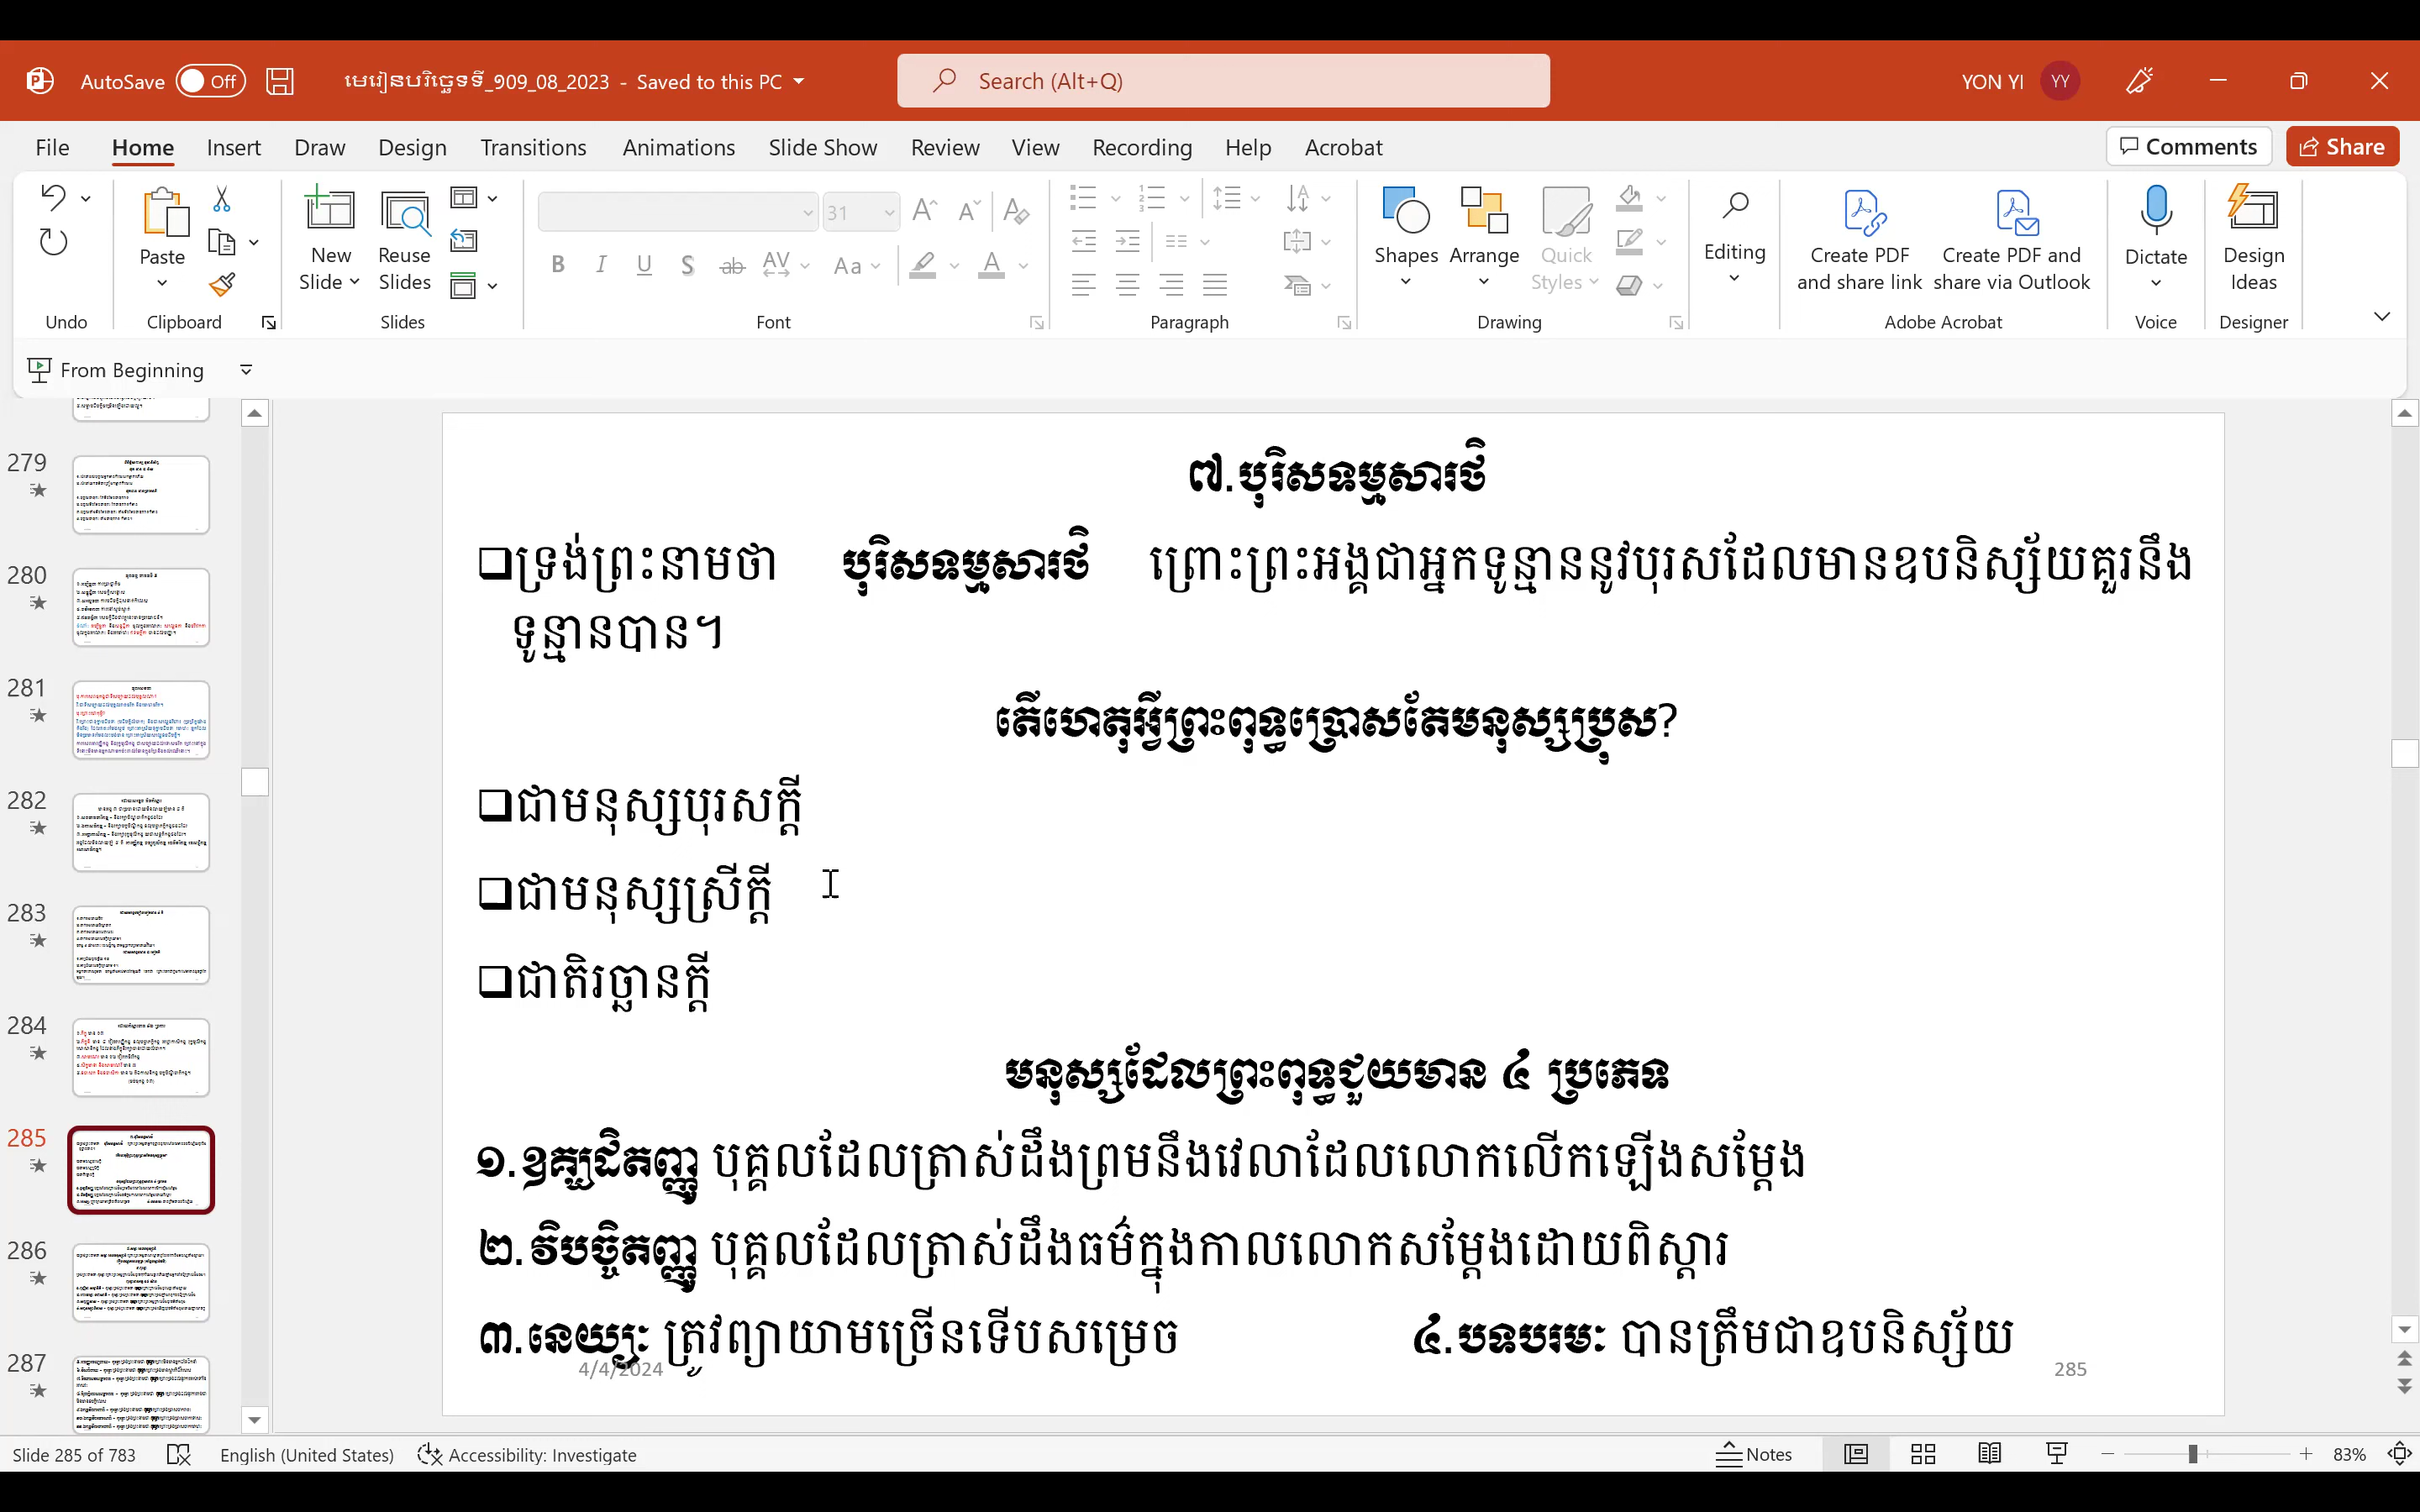 AutoSave Off មេរៀនបរិច្ឆេទទី_១09_08_2023 - Saved to this PC Search (Alt+Q) YON YI YY
File Home Insert Draw Design Transitions Animations Slide Show Review View Recording Help Acrobat Comments Share
31
Paste New Slide Reuse Slides Shapes Arrange Quick Styles Editing Create PDF and share link Create PDF and share via Outlook Dictate Design Ideas
Undo Clipboard Slides Font Paragraph Drawing Adobe Acrobat Voice Designer
From Beginning
279
280
281
282
283
284
285
286
287
៧.បុរិសទម្មសារថិ
ទ្រង់ព្រះនាមថា បុរិសទម្មសារថិ ព្រោះព្រះអង្គជាអ្នកទូន្មាននូវបុរសដែលមានឧបនិស្ស័យគួរនឹង
ទូន្មានបាន។
តើហេតុអ្វីព្រះពុទ្ធប្រោសតែមនុស្សប្រុស?
ជាមនុស្សបុរសក្ដី
ជាមនុស្សស្រីក្ដី
ជាតិរច្ឆានក្ដី
មនុស្សដែលព្រះពុទ្ធជួយមាន ៤ ប្រភេទ
១.ឧគ្ឃដិតញ្ញូ បុគ្គលដែលត្រាស់ដឹងព្រមនឹងវេលាដែលលោកលើកឡើងសម្ដែង
២.វិបច្ចិតញ្ញូ បុគ្គលដែលត្រាស់ដឹងធម៌ក្នុងកាលលោកសម្ដែងដោយពិស្ដារ
៣.នេយ្យៈ ត្រូវព្យាយាមច្រើនទើបសម្រេច ៤.បទបរមៈ បានត្រឹមជាឧបនិស្ស័យ
4/4/2024 285
Slide 285 of 783 English (United States) Accessibility: Investigate Notes 83%